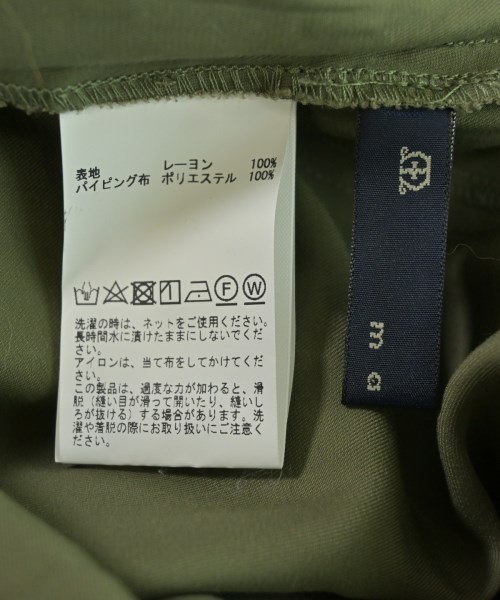 表地 レーヨン 100%
パイピング布 ポリエステル 100%
F W
洗濯の時は、ネットをご使用ください。
長時間水に漬けたままにしないでくだ
さい。
アイロンは、当て布をしてかけてくだ
さい。
この製品は、過度な力が加わると、滑
脱（縫い目が滑って開いたり、縫いし
ろが抜ける）する場合があります。洗
濯や着脱の際にお取り扱いにご注意く
ださい。